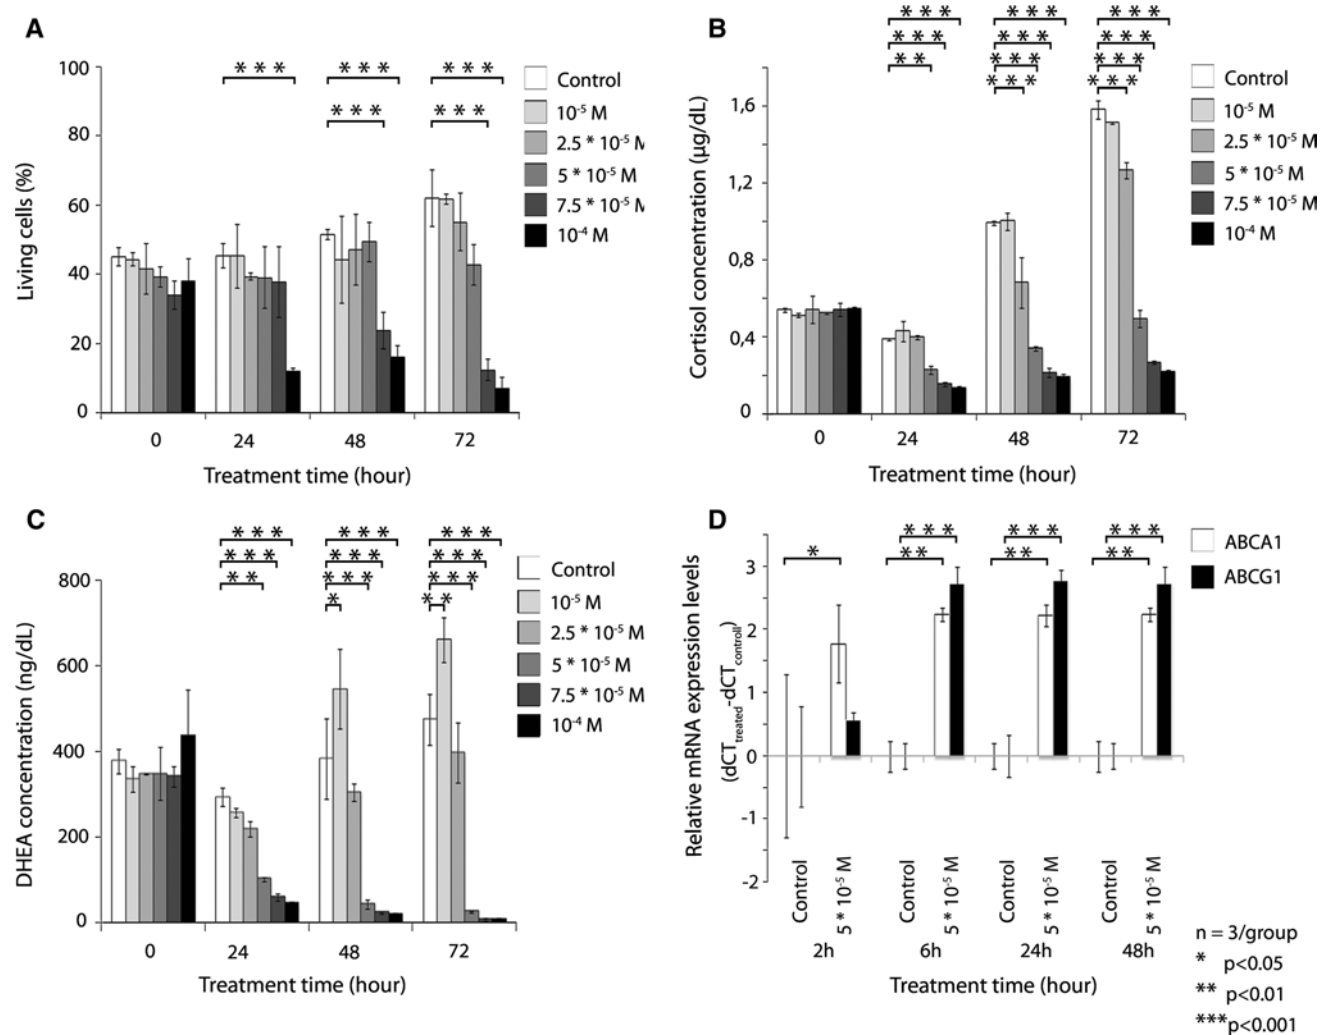 A
* * *
* * *
* * *
* * *
* * *
100
80
60
40
20
0
Living cells (%)
0 24 48 72
Treatment time (hour)
Control
10⁻⁵ M
2.5 * 10⁻⁵ M
5 * 10⁻⁵ M
7.5 * 10⁻⁵ M
10⁻⁴ M
B
* * *
* * *
* *
* * *
* * *
* * *
* * *
* * *
* * *
* * *
* * *
1,6
1,2
0,8
0,4
0
Cortisol concentration (µg/dL)
0 24 48 72
Treatment time (hour)
Control
10⁻⁵ M
2.5 * 10⁻⁵ M
5 * 10⁻⁵ M
7.5 * 10⁻⁵ M
10⁻⁴ M
C
* * *
* * *
* *
* * *
* * *
* * *
*
* * *
* * *
* * *
* *
800
600
400
200
0
DHEA concentration (ng/dL)
0 24 48 72
Treatment time (hour)
Control
10⁻⁵ M
2.5 * 10⁻⁵ M
5 * 10⁻⁵ M
7.5 * 10⁻⁵ M
10⁻⁴ M
D
*
* * *
* *
* * *
* *
* * *
* *
3
2
1
0
-1
-2
Relative mRNA expression levels
(dCTtreated-dCTcontroll)
Control
5 * 10⁻⁵ M
Control
5 * 10⁻⁵ M
Control
5 * 10⁻⁵ M
Control
5 * 10⁻⁵ M
2h 6h 24h 48h
Treatment time (hour)
ABCA1
ABCG1
n = 3/group
* p<0.05
** p<0.01
***p<0.001